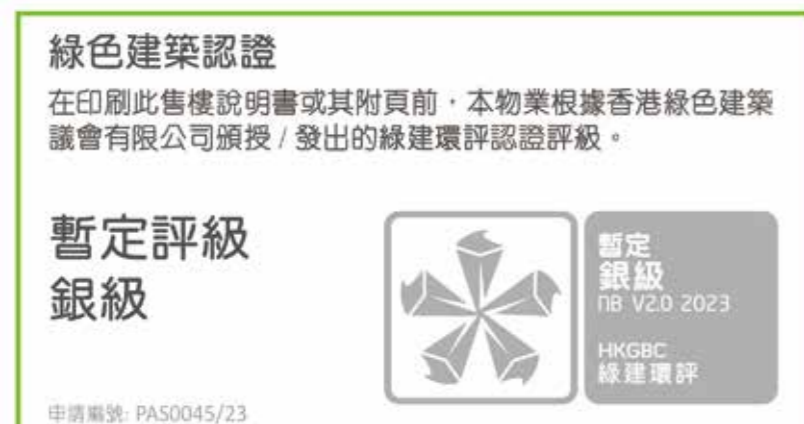 綠色建築認證
在印刷此售樓說明書或其附頁前，本物業根據香港綠色建築
議會有限公司頒授 / 發出的綠建環評認證評級。
暫定評級
銀級
暫定
銀級
NB V2.0 2023
HKGBC
綠建環評
申請編號: PAS0045/23